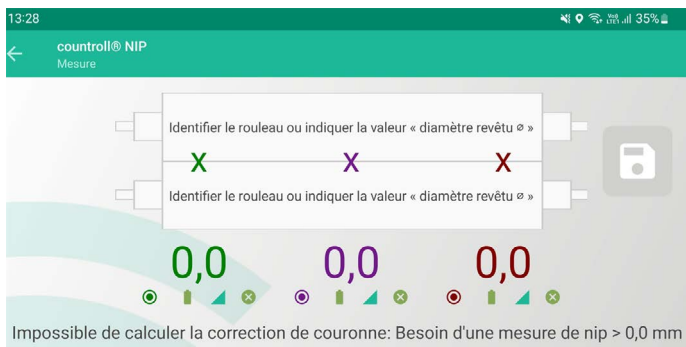 13:28 35%
countroll® NIP
Mesure
Identifier le rouleau ou indiquer la valeur « diamètre revêtu ⌀ »
X X X
Identifier le rouleau ou indiquer la valeur « diamètre revêtu ⌀ »
0,0 0,0 0,0
Impossible de calculer la correction de couronne: Besoin d'une mesure de nip > 0,0 mm